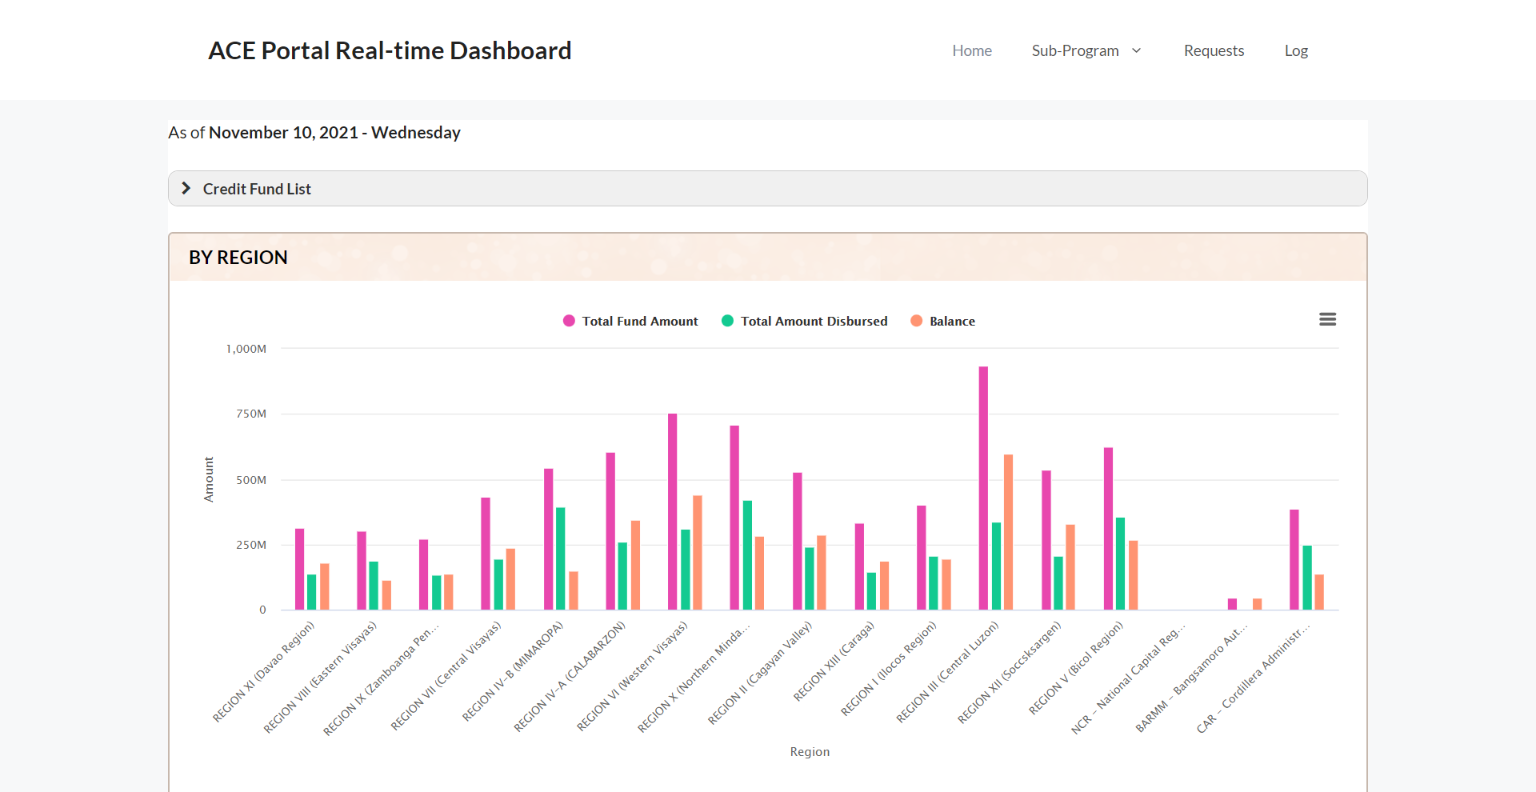 ACE Portal Real-time Dashboard
Home Sub-Program Requests Log
As of November 10, 2021 - Wednesday
Credit Fund List
BY REGION
Total Fund Amount Total Amount Disbursed Balance
1,000M
750M
500M
250M
0
Amount
REGION XI (Davao Region)
REGION VIII (Eastern Visayas)
REGION IX (Zamboanga Pen...
REGION VII (Central Visayas)
REGION IV-B (MIMAROPA)
REGION IV-A (CALABARZON)
REGION VI (Western Visayas)
REGION X (Northern Minda...
REGION II (Cagayan Valley)
REGION XIII (Caraga)
REGION I (Ilocos Region)
REGION III (Central Luzon)
REGION XII (Soccsksargen)
REGION V (Bicol Region)
NCR - National Capital Reg...
BARMM - Bangsamoro Aut...
CAR - Cordillera Administr...
Region